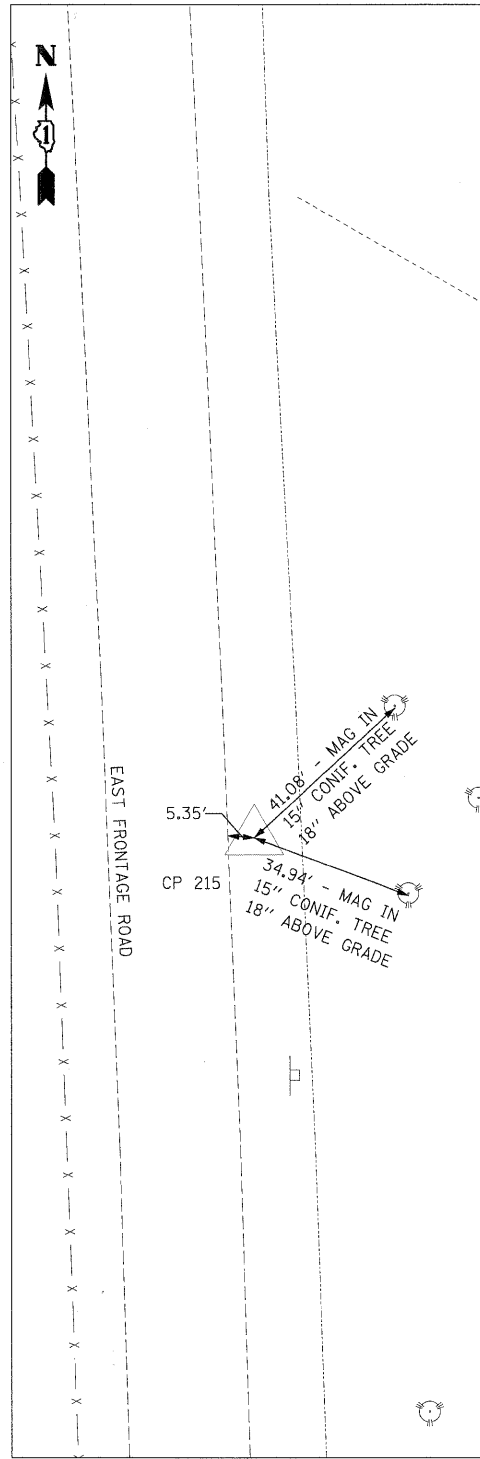 N
1
41.08' - MAG IN
15" CONIF. TREE
18" ABOVE GRADE
5.35'
EAST FRONTAGE ROAD
CP 215
34.94' - MAG IN
15" CONIF. TREE
18" ABOVE GRADE